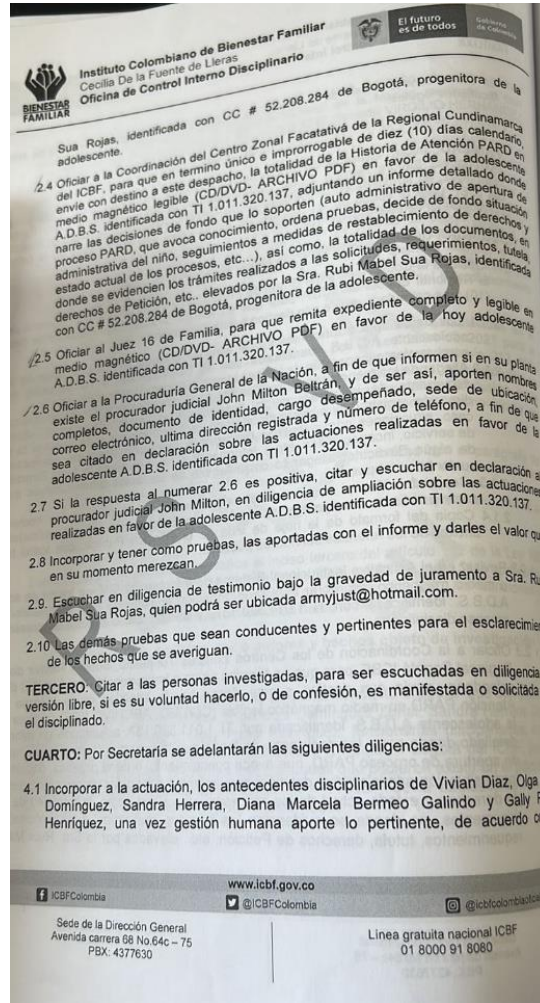 Instituto Colombiano de Bienestar Familiar
Cecilia De la Fuente de Lleras
Oficina de Control Interno Disciplinario
BIENESTAR
FAMILIAR
El futuro
es de todos
Gobierno
de Colombia
Sua Rojas, identificada con CC # 52.208.284 de Bogotá, progenitora de la
adolescente.
2.4 Oficiar a la Coordinación del Centro Zonal Facatativá de la Regional Cundinamarca
del ICBF, para que en termino único e improrrogable de diez (10) días calendario,
envie con destino a este despacho, la totalidad de la Historia de Atención PARD en
medio magnético legible (CD/DVD- ARCHIVO PDF) en favor de la adolescente
A.D.B.S. identificada con TI 1.011.320.137, adjuntando un informe detallado donde
narre las decisiones de fondo que lo soporten (auto administrativo de apertura de
proceso PARD, que avoca conocimiento, ordena pruebas, decide de fondo situación
administrativa del niño, seguimientos a medidas de restablecimiento de derechos y
estado actual de los procesos, etc...), así como, la totalidad de los documentos, en
donde se evidencien los trámites realizados a las solicitudes, requerimientos, tutela,
derechos de Petición, etc.. elevados por la Sra. Rubi Mabel Sua Rojas, identificada
con CC # 52.208.284 de Bogotá, progenitora de la adolescente.
2.5 Oficiar al Juez 16 de Familia, para que remita expediente completo y legible en
medio magnético (CD/DVD- ARCHIVO PDF) en favor de la hoy adolescente
A.D.B.S. identificada con TI 1.011.320.137.
2.6 Oficiar a la Procuraduría General de la Nación, a fin de que informen si en su planta
existe el procurador judicial John Milton Beltrán, y de ser así, aporten nombres
completos, documento de identidad, cargo desempeñado, sede de ubicación,
correo electrónico, ultima dirección registrada y número de teléfono, a fin de que
sea citado en declaración sobre las actuaciones realizadas en favor de la
adolescente A.D.B.S. identificada con TI 1.011.320.137.
2.7 Si la respuesta al numerar 2.6 es positiva, citar y escuchar en declaración a
procurador judicial John Milton, en diligencia de ampliación sobre las actuaciones
realizadas en favor de la adolescente A.D.B.S. identificada con TI 1.011.320.137.
2.8 Incorporar y tener como pruebas, las aportadas con el informe y darles el valor qu
en su momento merezcan.
2.9. Escuchar en diligencia de testimonio bajo la gravedad de juramento a Sra. Ru
Mabel Sua Rojas, quien podrá ser ubicada armyjust@hotmail.com.
2.10 Las demás pruebas que sean conducentes y pertinentes para el esclarecimie
de los hechos que se averiguan.
TERCERO: Citar a las personas investigadas, para ser escuchadas en diligencia
versión libre, si es su voluntad hacerlo, o de confesión, es manifestada o solicitada
el disciplinado.
CUARTO: Por Secretaría se adelantarán las siguientes diligencias:
4.1 Incorporar a la actuación, los antecedentes disciplinarios de Vivian Diaz, Olga
Domínguez, Sandra Herrera, Diana Marcela Bermeo Galindo y Gally
Henríquez, una vez gestión humana aporte lo pertinente, de acuerdo c
R S V D
www.icbf.gov.co
ICBFColombia
@ICBFColombia
@icbfcolombiaofic
Sede de la Dirección General
Avenida carrera 68 No.64c – 75
PBX: 4377630
Linea gratuita nacional ICBF
01 8000 91 8080